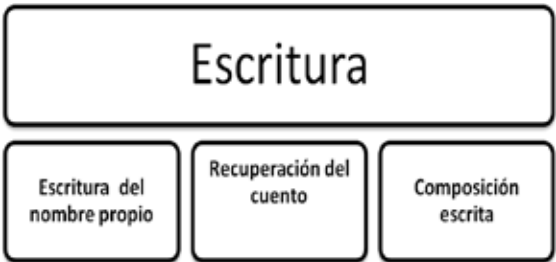 Escritura
Escritura del
nombre propio
Recuperación del
cuento
Composición
escrita